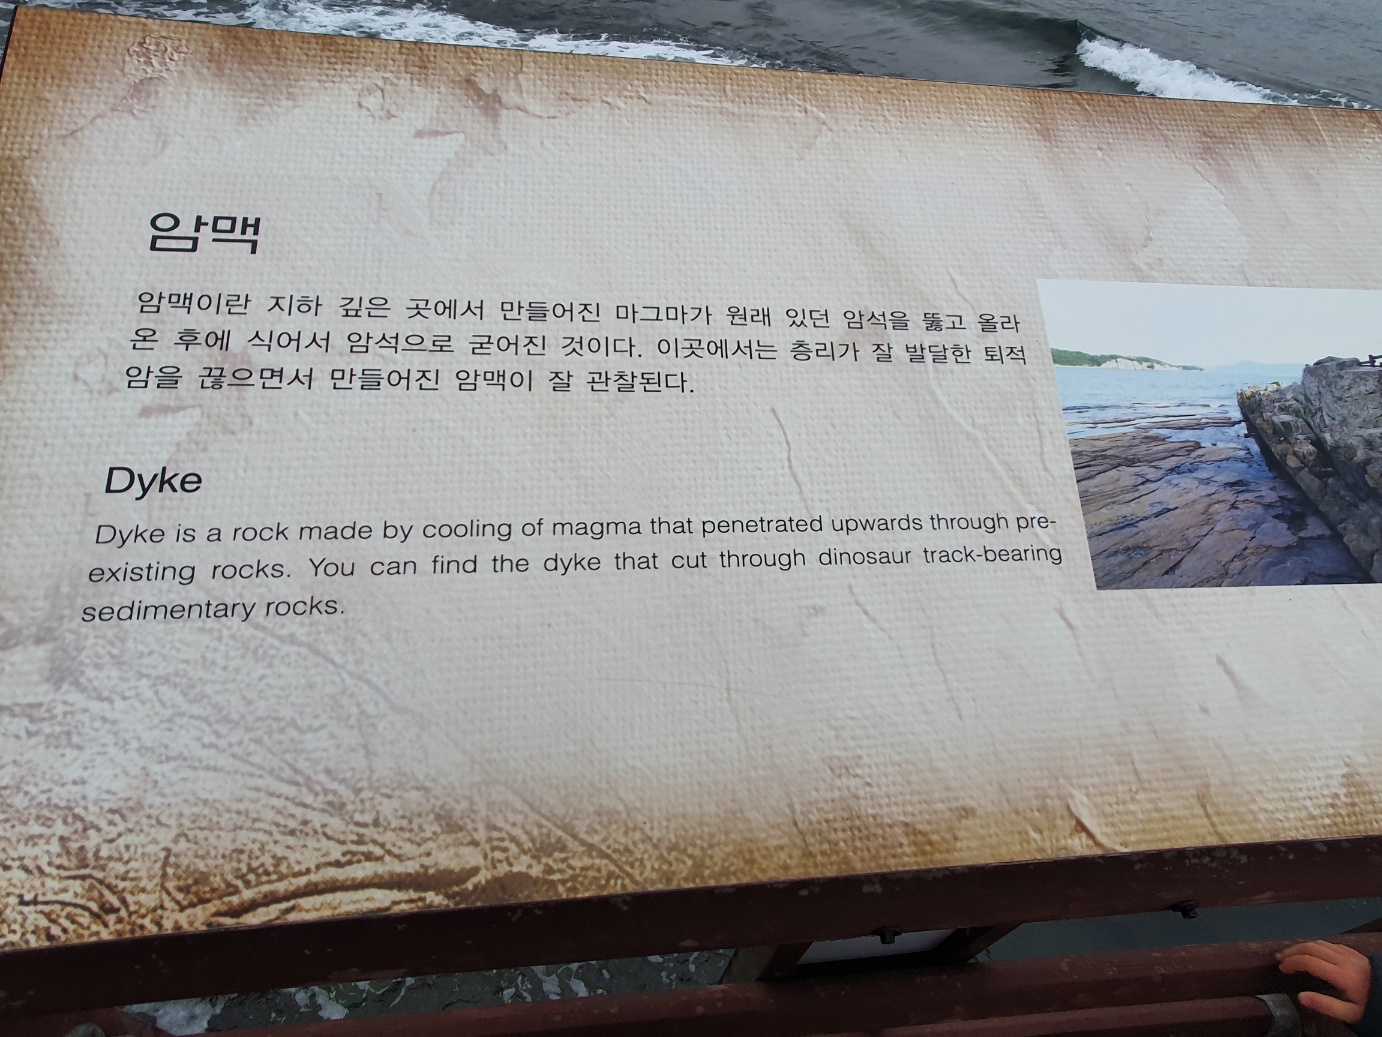 암맥
암맥이란 지하 깊은 곳에서 만들어진 마그마가 원래 있던 암석을 뚫고 올라
온 후에 식어서 암석으로 굳어진 것이다. 이곳에서는 층리가 잘 발달한 퇴적
암을 끊으면서 만들어진 암맥이 잘 관찰된다.
Dyke
Dyke is a rock made by cooling of magma that penetrated upwards through pre-
existing rocks. You can find the dyke that cut through dinosaur track-bearing
sedimentary rocks.